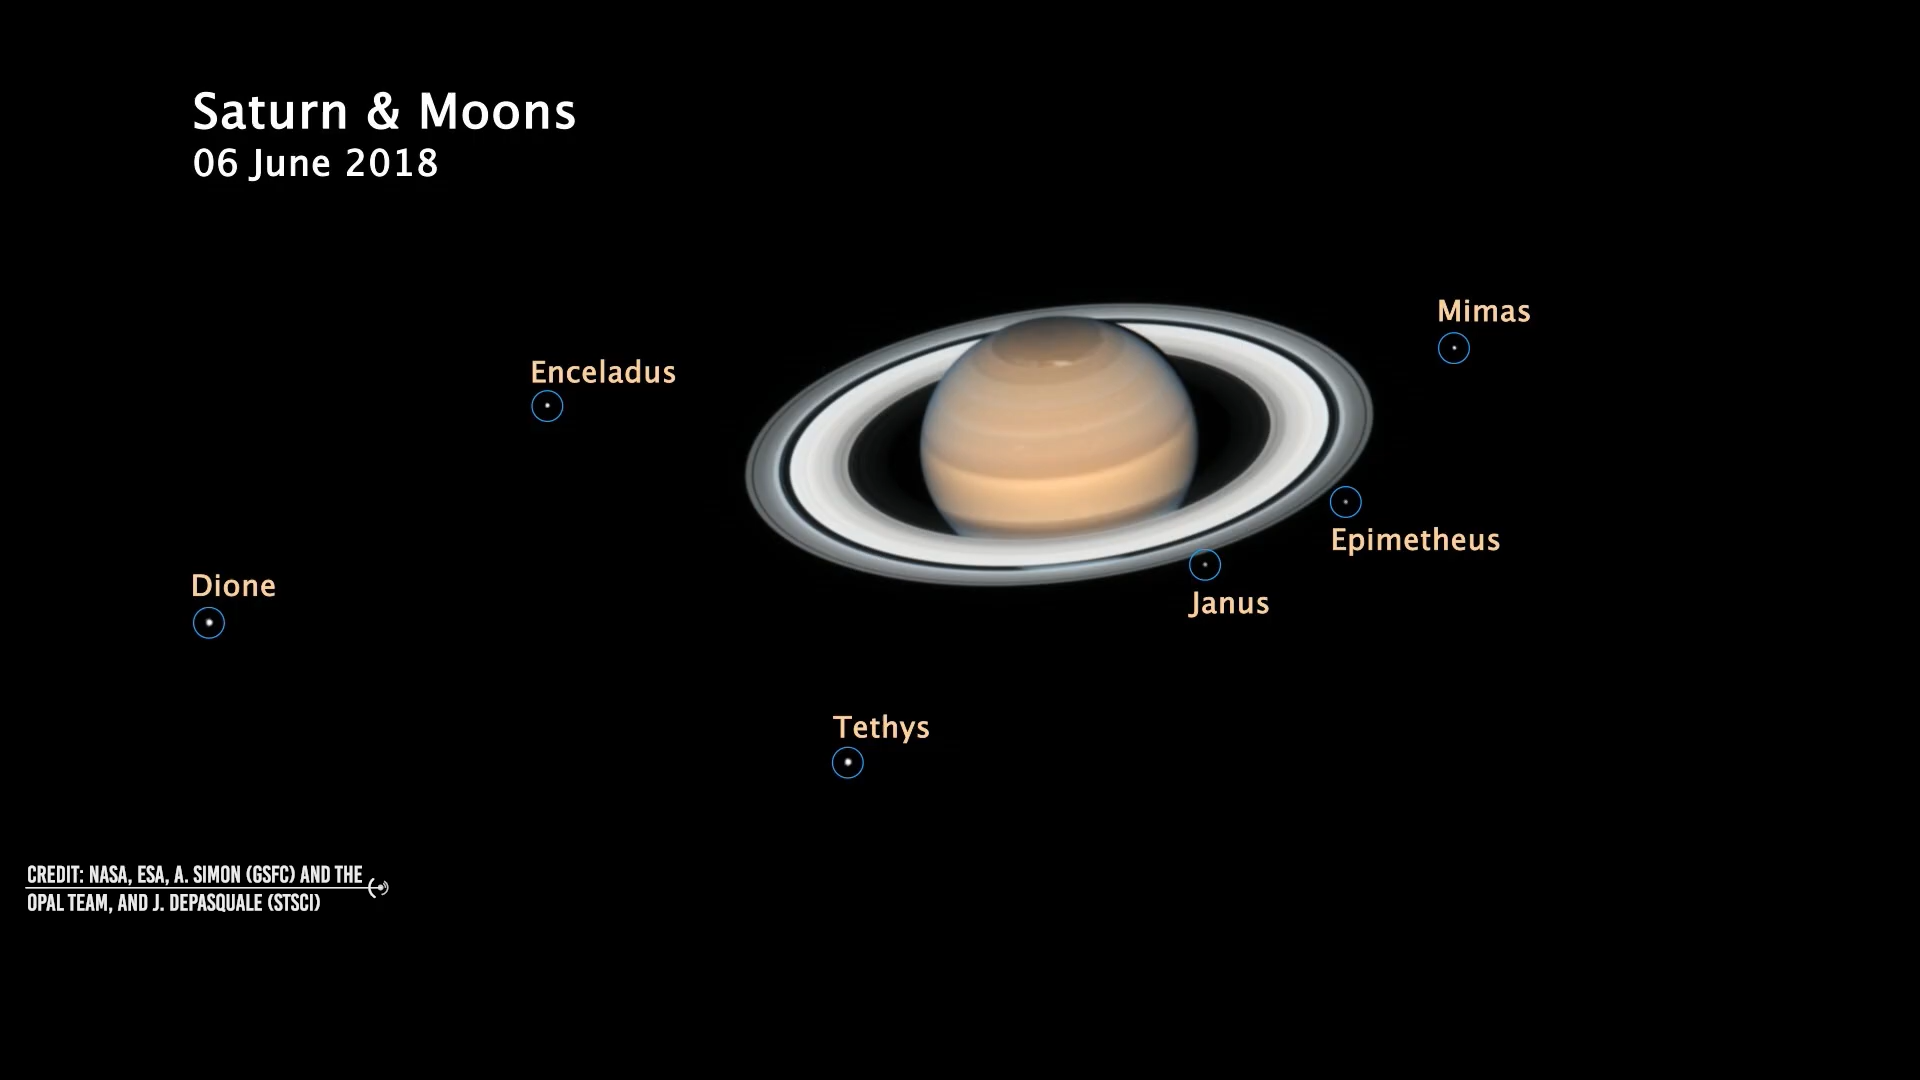 Saturn & Moons
06 June 2018
Mimas
Enceladus
Epimetheus
Dione
Janus
Tethys
CREDIT: NASA, ESA, A. SIMON (GSFC) AND THE
OPAL TEAM, AND J. DEPASQUALE (STSCI)